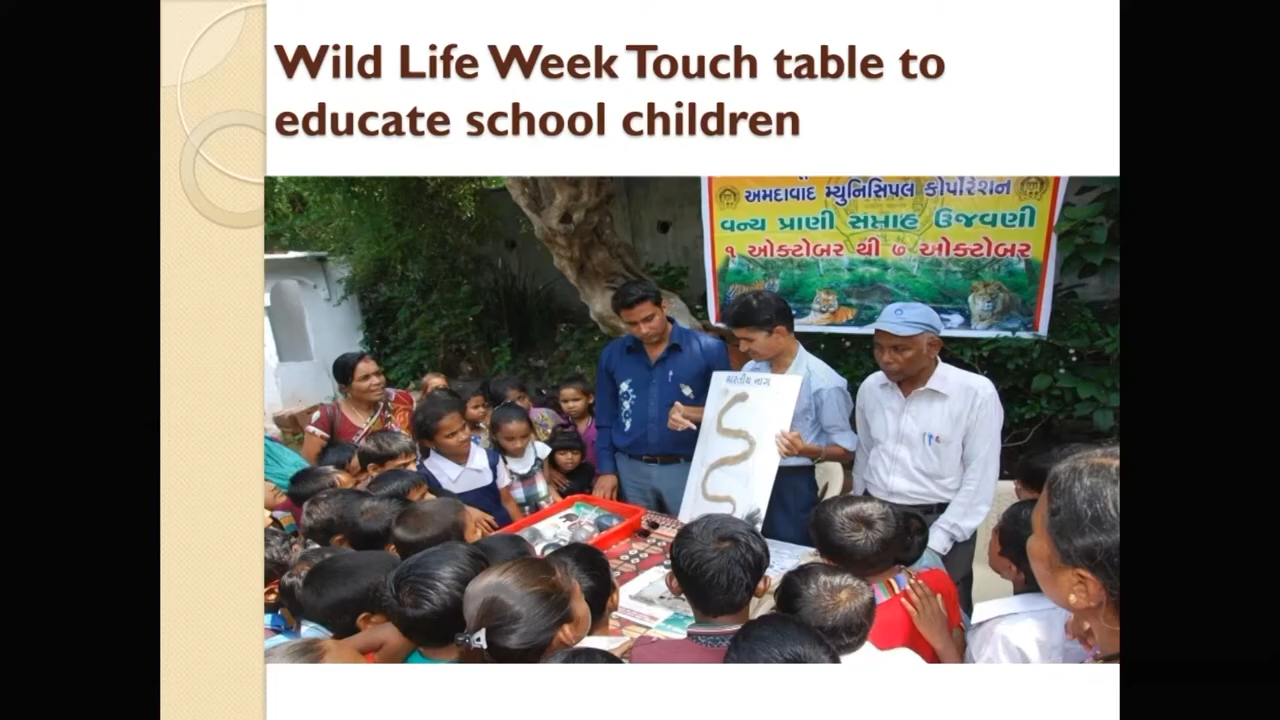 Wild Life Week Touch table to
educate school children
અમદાવાદ મ્યુનિસિપલ કોર્પોરેશન
વન્ય પ્રાણી સપ્તાહ ઉજવણી
૧ ઓક્ટોબર થી ૭ ઓક્ટોબર
ભારતીય નાગ